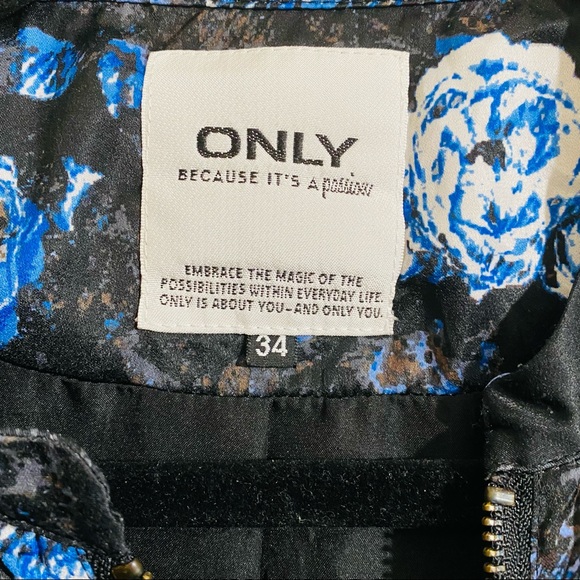 ONLY
BECAUSE IT'S A passion
EMBRACE THE MAGIC OF THE
POSSIBILITIES WITHIN EVERYDAY LIFE.
ONLY IS ABOUT YOU—AND ONLY YOU.
34